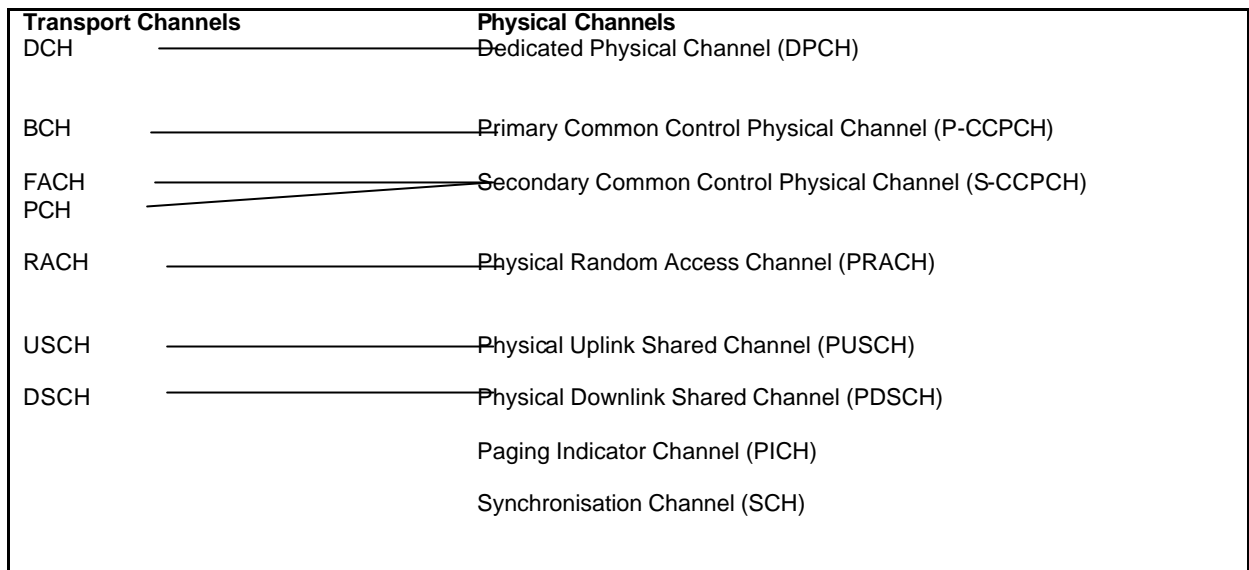 Transport Channels Physical Channels
DCH Dedicated Physical Channel (DPCH)
BCH Primary Common Control Physical Channel (P-CCPCH)
FACH Secondary Common Control Physical Channel (S-CCPCH)
PCH
RACH Physical Random Access Channel (PRACH)
USCH Physical Uplink Shared Channel (PUSCH)
DSCH Physical Downlink Shared Channel (PDSCH)
Paging Indicator Channel (PICH)
Synchronisation Channel (SCH)